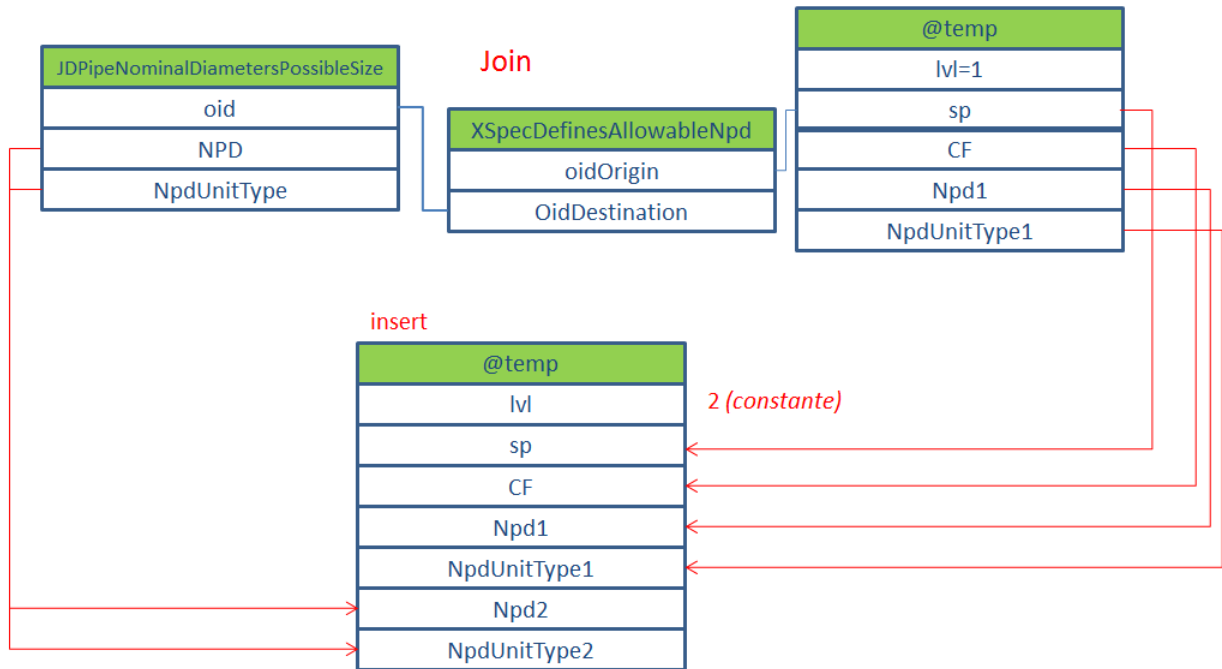 JDPipeNominalDiametersPossibleSize
oid
NPD
NpdUnitType
Join
XSpecDefinesAllowableNpd
oidOrigin
OidDestination
@temp
lvl=1
sp
CF
Npd1
NpdUnitType1
insert
@temp
lvl
2 (constante)
sp
CF
Npd1
NpdUnitType1
Npd2
NpdUnitType2